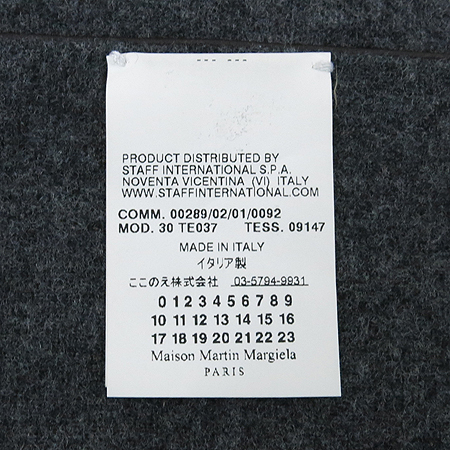 PRODUCT DISTRIBUTED BY
STAFF INTERNATIONAL S.P.A.
NOVENTA VICENTINA (VI) ITALY
WWW.STAFFINTERNATIONAL.COM
COMM. 00289/02/01/0092
MOD. 30 TE037 TESS. 09147
MADE IN ITALY
イタリア製
ここのえ株式会社 03-5794-9931
0 1 2 3 4 5 6 7 8 9
10 11 12 13 14 15 16
17 18 19 20 21 22 23
Maison Martin Margiela
PARIS